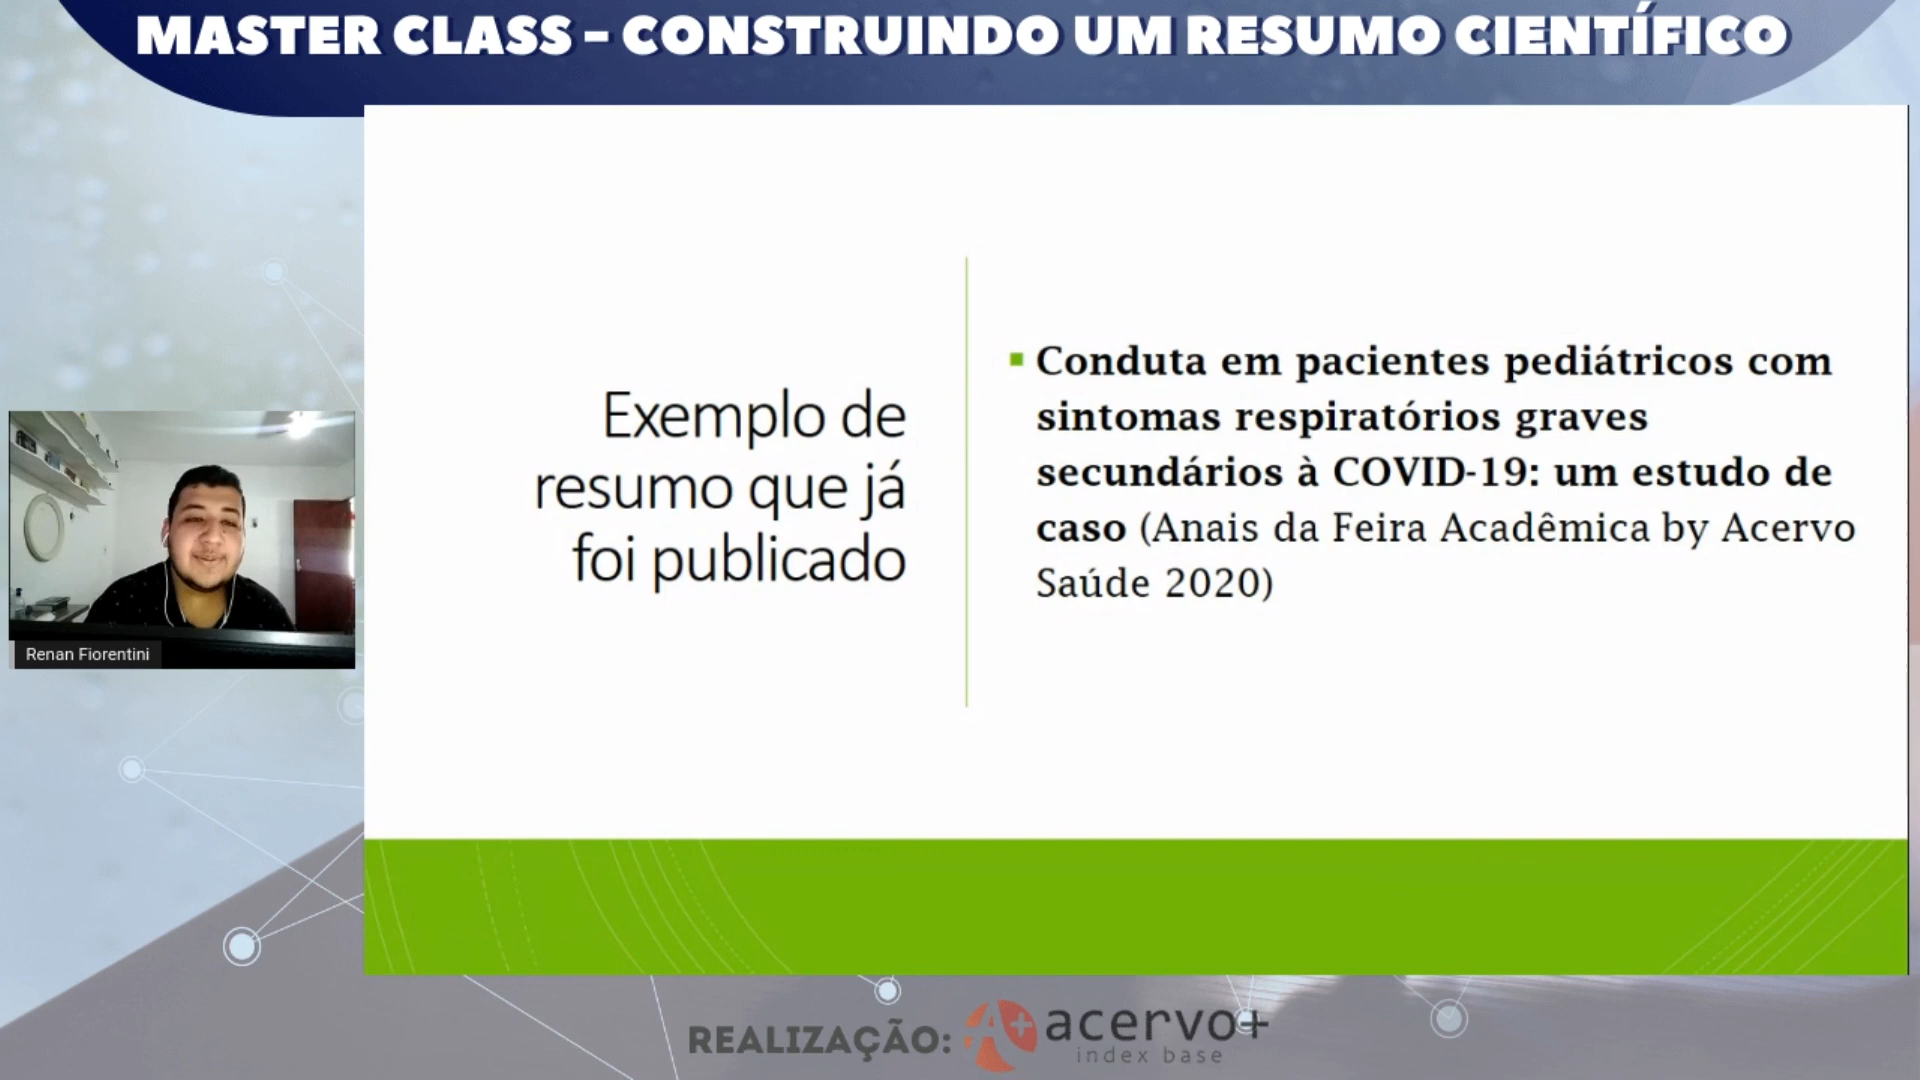 MASTER CLASS – CONSTRUINDO UM RESUMO CIENTÍFICO
Exemplo de
resumo que já
foi publicado
Conduta em pacientes pediátricos com
sintomas respiratórios graves
secundários à COVID-19: um estudo de
caso (Anais da Feira Acadêmica by Acervo
Saúde 2020)
Renan Fiorentini
REALIZAÇÃO: A+ acervo+
index base